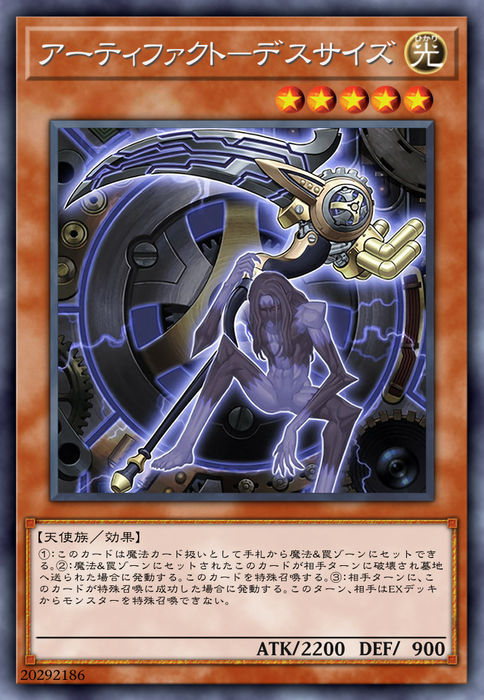 アーティファクト－デスサイズ
ひかり
光
【天使族／効果】
①:このカードは魔法カード扱いとして手札から魔法&罠ゾーンにセットでき
る。②:魔法&罠ゾーンにセットされたこのカードが相手ターンに破壊され墓地
へ送られた場合に発動する。このカードを特殊召喚する。③:相手ターンに、こ
のカードが特殊召喚に成功した場合に発動する。このターン、相手はEXデッキ
からモンスターを特殊召喚できない。
ATK/2200 DEF/ 900
20292186